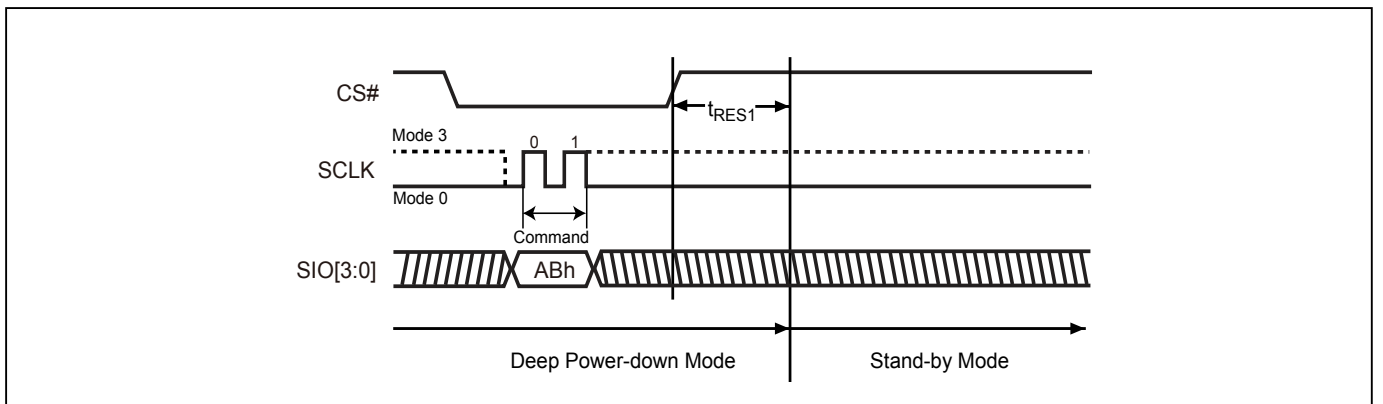 CS#
tRES1
Mode 3
0 1
SCLK
Mode 0
Command
SIO[3:0]
ABh
Deep Power-down Mode
Stand-by Mode